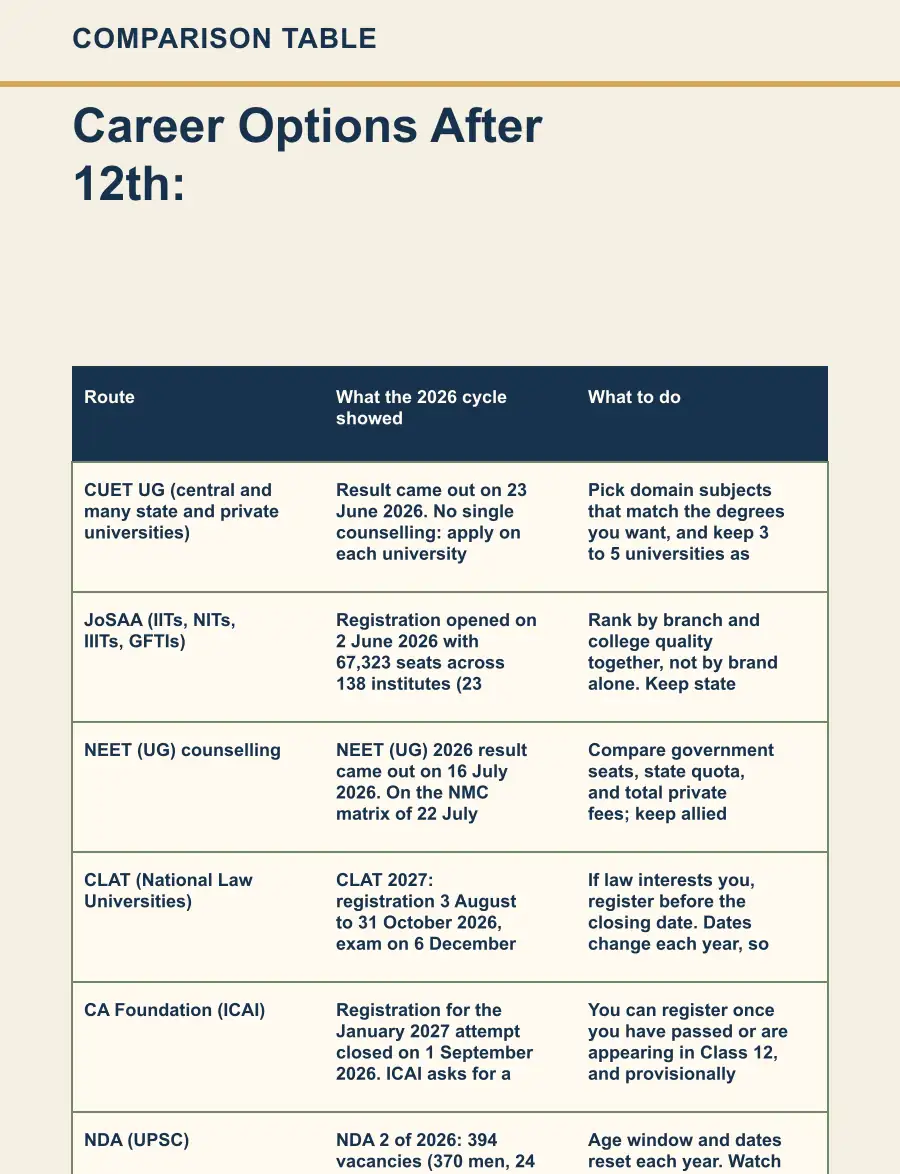 COMPARISON TABLE
Career Options After
12th:
Route
What the 2026 cycle
showed
What to do
CUET UG (central and
many state and private
universities)
Result came out on 23
June 2026. No single
counselling: apply on
each university
Pick domain subjects
that match the degrees
you want, and keep 3
to 5 universities as
JoSAA (IITs, NITs,
IIITs, GFTIs)
Registration opened on
2 June 2026 with
67,323 seats across
138 institutes (23
Rank by branch and
college quality
together, not by brand
alone. Keep state
NEET (UG) counselling
NEET (UG) 2026 result
came out on 16 July
2026. On the NMC
matrix of 22 July
Compare government
seats, state quota,
and total private
fees; keep allied
CLAT (National Law
Universities)
CLAT 2027:
registration 3 August
to 31 October 2026,
exam on 6 December
If law interests you,
register before the
closing date. Dates
change each year, so
CA Foundation (ICAI)
Registration for the
January 2027 attempt
closed on 1 September
2026. ICAI asks for a
You can register once
you have passed or are
appearing in Class 12,
and provisionally
NDA (UPSC)
NDA 2 of 2026: 394
vacancies (370 men, 24
Age window and dates
reset each year. Watch